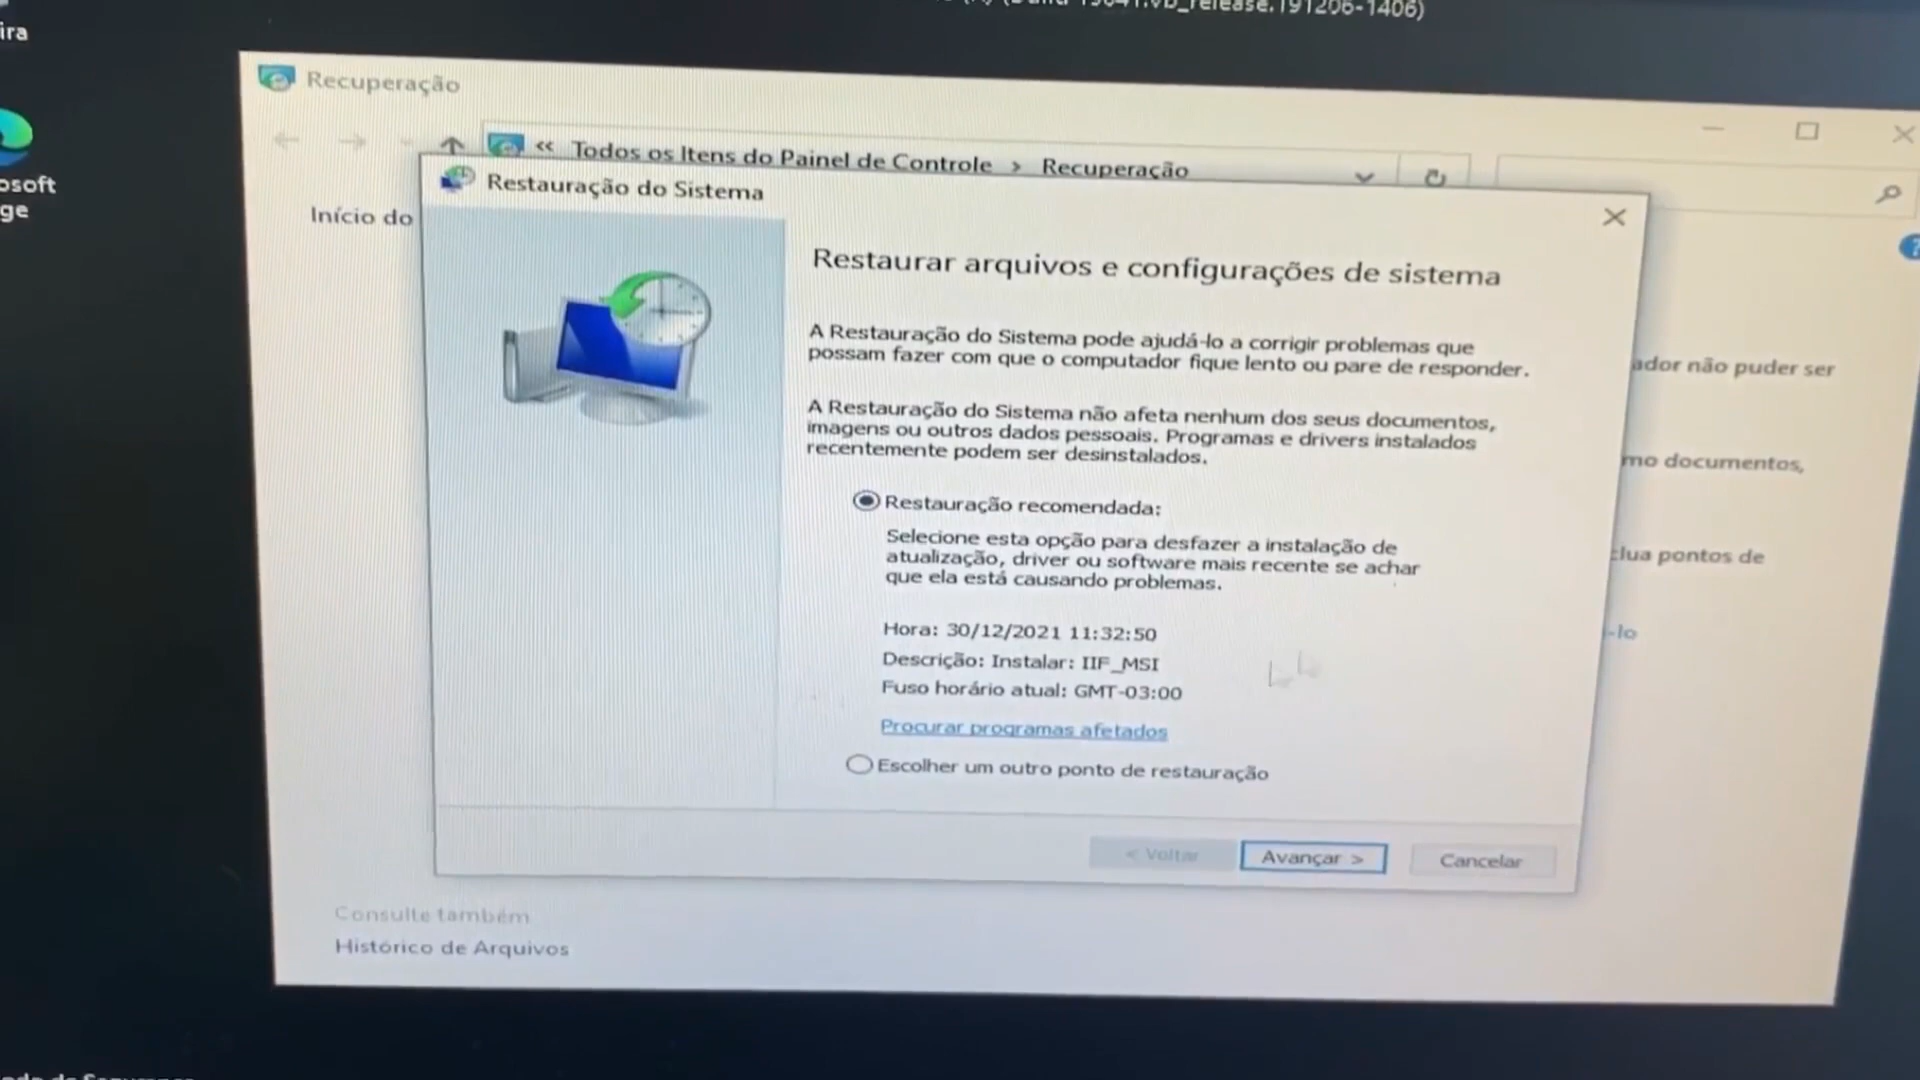 vb_release.191206-1406)
ira
Recuperação
osoft
ge
« Todos os Itens do Painel de Controle > Recuperação
Início do
Restauração do Sistema
Restaurar arquivos e configurações de sistema
A Restauração do Sistema pode ajudá-lo a corrigir problemas que
possam fazer com que o computador fique lento ou pare de responder.
A Restauração do Sistema não afeta nenhum dos seus documentos,
imagens ou outros dados pessoais. Programas e drivers instalados
recentemente podem ser desinstalados.
Restauração recomendada:
Selecione esta opção para desfazer a instalação de
atualização, driver ou software mais recente se achar
que ela está causando problemas.
Hora: 30/12/2021 11:32:50
Descrição: Instalar: IIF_MSI
Fuso horário atual: GMT-03:00
Procurar programas afetados
Escolher um outro ponto de restauração
< Voltar
Avançar >
Cancelar
ador não puder ser
mo documentos,
clua pontos de
-lo
Consulte também
Histórico de Arquivos